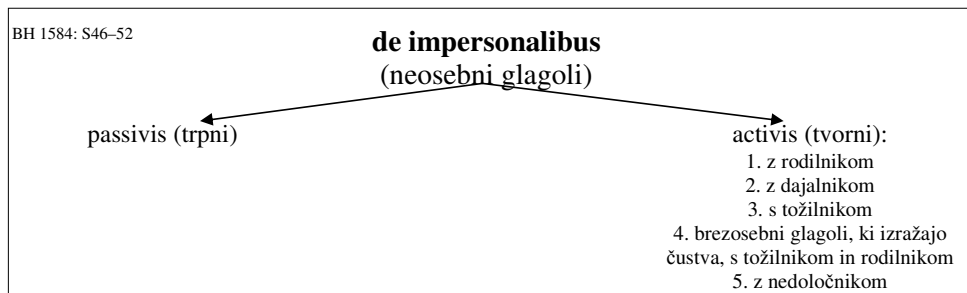 BH 1584: S46–52
de impersonalibus
(neosebni glagoli)
passivis (trpni)
activis (tvorni):
1. z rodilnikom
2. z dajalnikom
3. s tožilnikom
4. brezosebni glagoli, ki izražajo
čustva, s tožilnikom in rodilnikom
5. z nedoločnikom